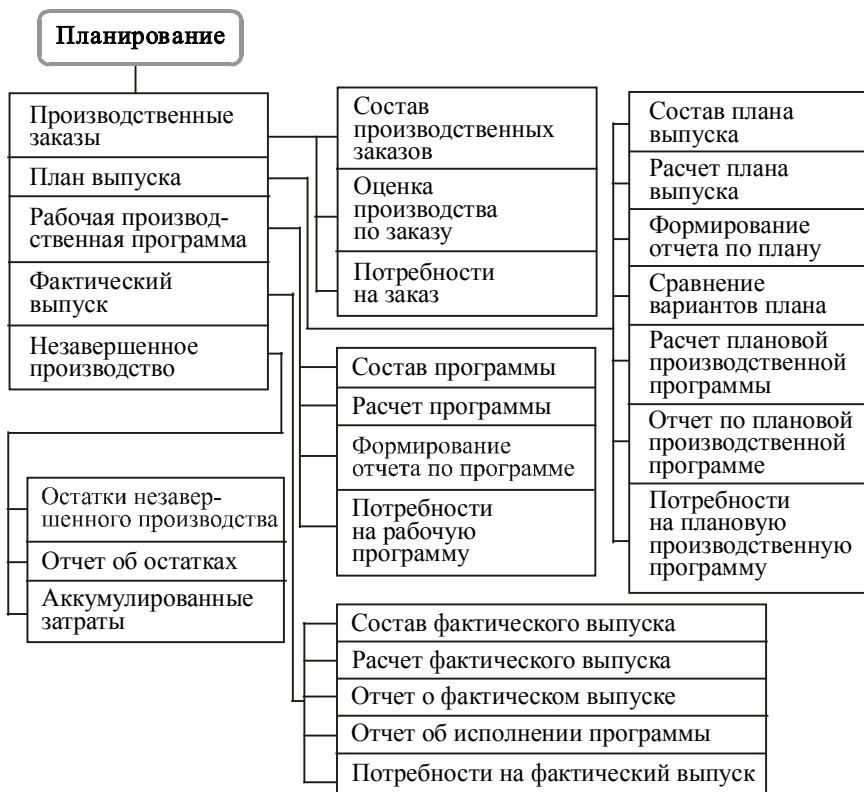 Планирование
Производственные
заказы
План выпуска
Рабочая производ-
ственная программа
Фактический
выпуск
Незавершенное
производство
Состав
производственных
заказов
Оценка
производства
по заказу
Потребности
на заказ
Состав плана
выпуска
Расчет плана
выпуска
Формирование
отчета по плану
Сравнение
вариантов плана
Расчет плановой
производственной
программы
Отчет по плановой
производственной
программе
Потребности
на плановую
производственную
программу
Состав программы
Расчет программы
Формирование
отчета по программе
Потребности
на рабочую
программу
Остатки незавер-
шенного производства
Отчет об остатках
Аккумулированные
затраты
Состав фактического выпуска
Расчет фактического выпуска
Отчет о фактическом выпуске
Отчет об исполнении программы
Потребности на фактический выпуск